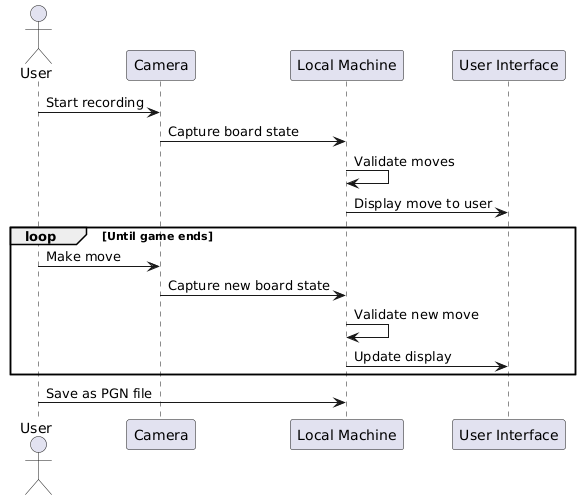 User
Camera
Local Machine
User Interface
Start recording
Capture board state
Validate moves
Display move to user
loop [Until game ends]
Make move
Capture new board state
Validate new move
Update display
Save as PGN file
User
Camera
Local Machine
User Interface